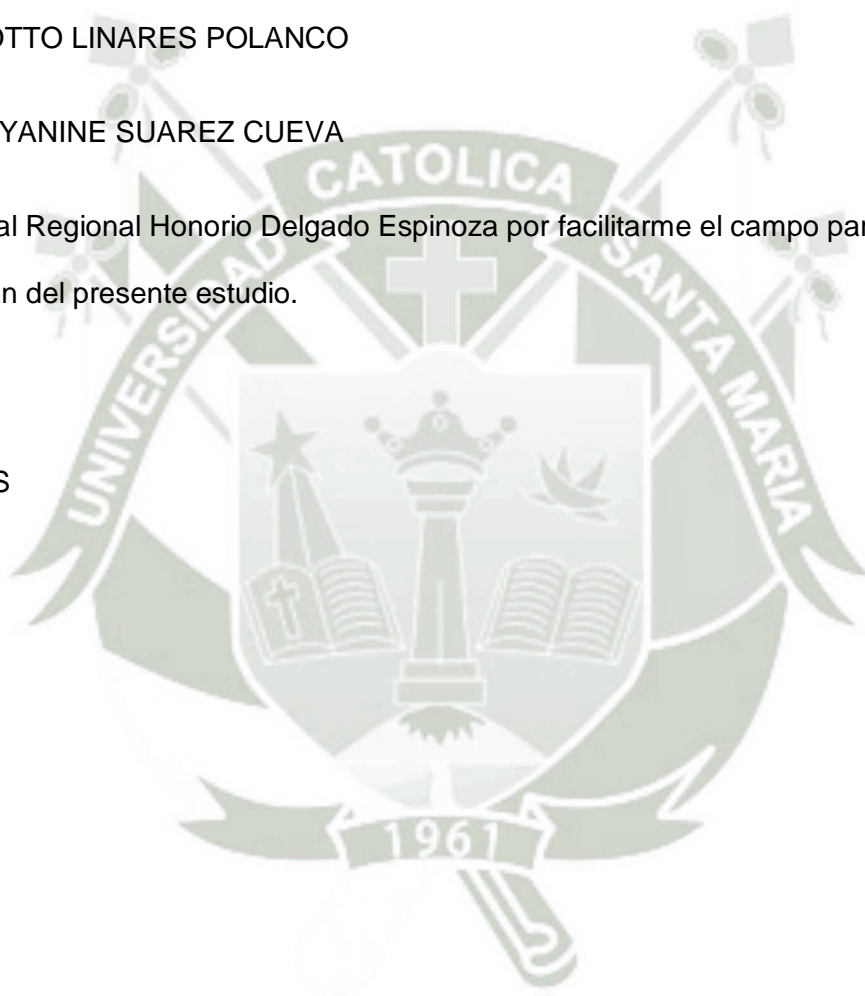 OTTO LINARES POLANCO
YANINE SUAREZ CUEVA
al Regional Honorio Delgado Espinoza por facilitarme el campo par
n del presente estudio.
S
UNIVERSIDAD CATOLICA SANTA MARIA
1961